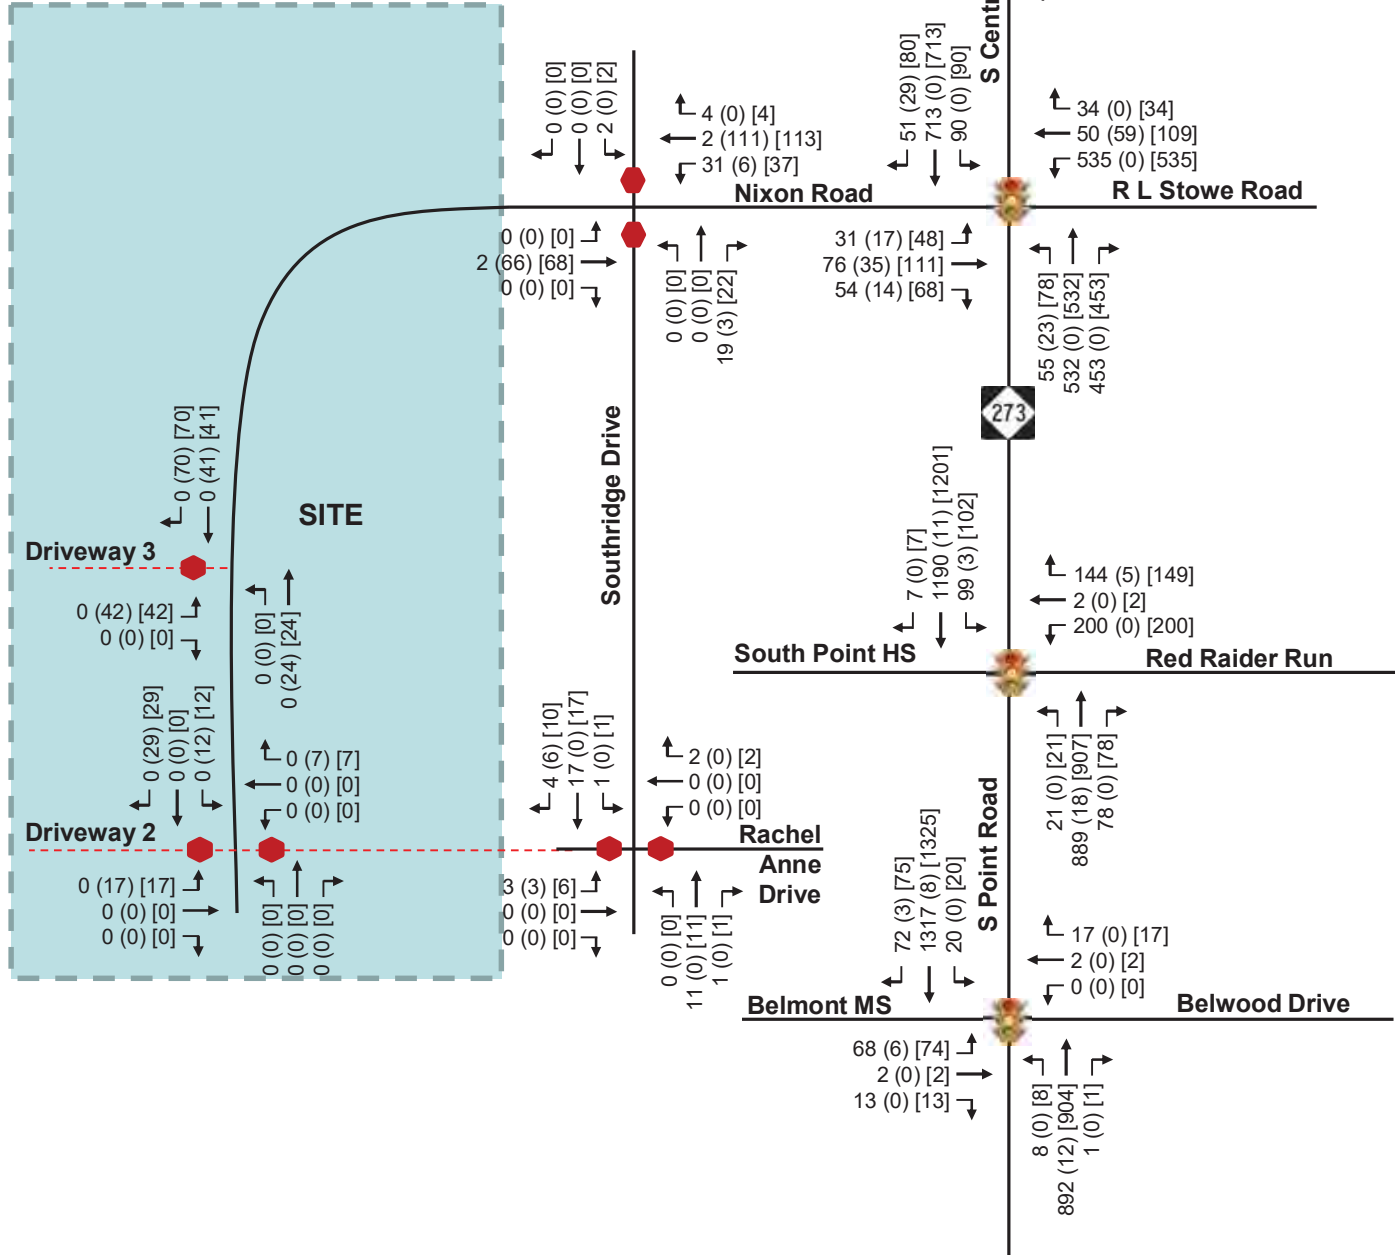 S Centr
0 (0) [0]
0 (0) [0]
2 (0) [2]
4 (0) [4]
2 (111) [113]
31 (6) [37]
51 (29) [80]
713 (0) [713]
90 (0) [90]
34 (0) [34]
50 (59) [109]
535 (0) [535]
Nixon Road
R L Stowe Road
0 (0) [0]
2 (66) [68]
0 (0) [0]
0 (0) [0]
0 (0) [0]
19 (3) [22]
31 (17) [48]
76 (35) [111]
54 (14) [68]
55 (23) [78]
532 (0) [532]
453 (0) [453]
273
Southridge Drive
0 (70) [70]
0 (41) [41]
SITE
Driveway 3
0 (42) [42]
0 (0) [0]
0 (0) [0]
0 (24) [24]
7 (0) [7]
1190 (11) [1201]
99 (3) [102]
144 (5) [149]
2 (0) [2]
200 (0) [200]
South Point HS
Red Raider Run
21 (0) [21]
889 (18) [907]
78 (0) [78]
0 (29) [29]
0 (0) [0]
0 (12) [12]
0 (7) [7]
0 (0) [0]
0 (0) [0]
4 (6) [10]
17 (0) [17]
1 (0) [1]
2 (0) [2]
0 (0) [0]
0 (0) [0]
Driveway 2
Rachel
Anne
Drive
0 (17) [17]
0 (0) [0]
0 (0) [0]
0 (0) [0]
0 (0) [0]
0 (0) [0]
3 (3) [6]
0 (0) [0]
0 (0) [0]
0 (0) [0]
11 (0) [11]
1 (0) [1]
S Point Road
72 (3) [75]
1317 (8) [1325]
20 (0) [20]
17 (0) [17]
2 (0) [2]
0 (0) [0]
Belmont MS
Belwood Drive
68 (6) [74]
2 (0) [2]
13 (0) [13]
8 (0) [8]
892 (12) [904]
1 (0) [1]